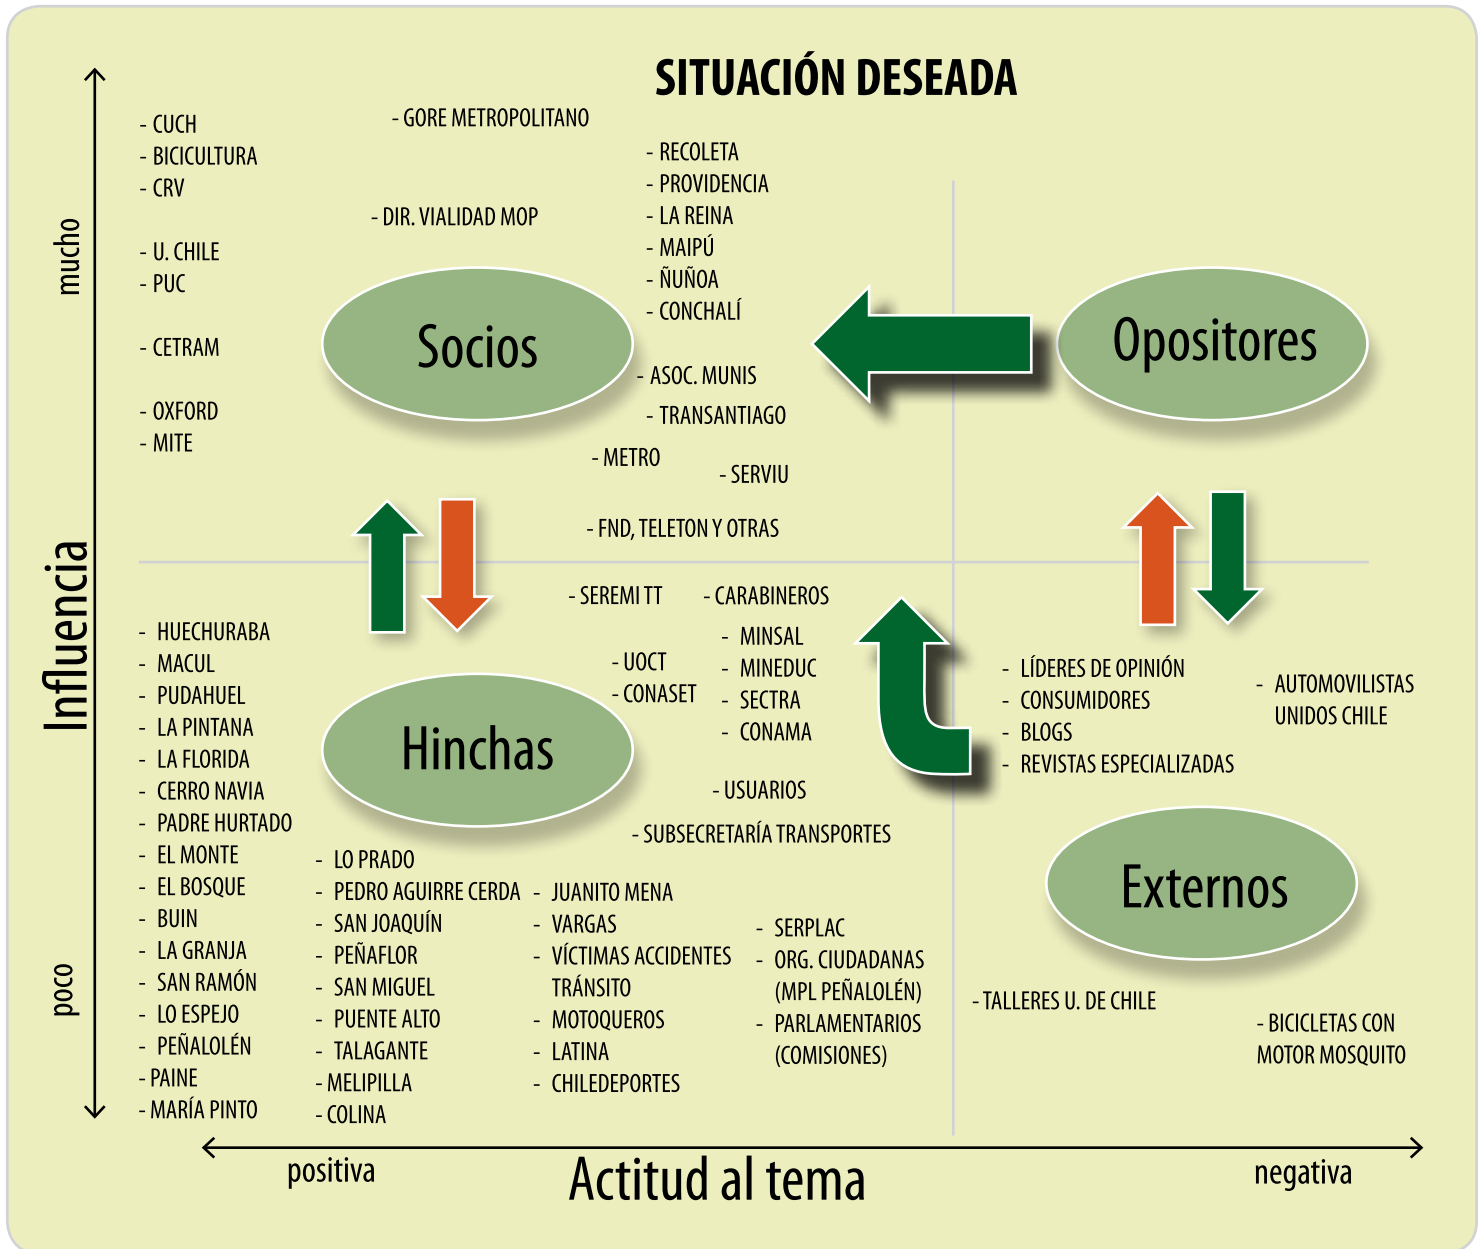 SITUACIÓN DESEADA
- CUCH
- BICICULTURA
- CRV
- U. CHILE
- PUC
- CETRAM
- OXFORD
- MITE
- GORE METROPOLITANO
- DIR. VIALIDAD MOP
Socios
- RECOLETA
- PROVIDENCIA
- LA REINA
- MAIPÚ
- ÑUÑOA
- CONCHALÍ
- ASOC. MUNIS
- TRANSANTIAGO
- METRO
- SERVIU
- FND, TELETON Y OTRAS
Opositores
mucho
Influencia
poco
- SEREMI TT
- CARABINEROS
- MINSAL
- MINEDUC
- SECTRA
- CONAMA
- UOCT
- CONASET
- USUARIOS
- SUBSECRETARÍA TRANSPORTES
Hinchas
- HUECHURABA
- MACUL
- PUDAHUEL
- LA PINTANA
- LA FLORIDA
- CERRO NAVIA
- PADRE HURTADO
- EL MONTE
- EL BOSQUE
- BUIN
- LA GRANJA
- SAN RAMÓN
- LO ESPEJO
- PEÑALOLÉN
- PAINE
- MARÍA PINTO
- LO PRADO
- PEDRO AGUIRRE CERDA
- SAN JOAQUÍN
- PEÑAFLOR
- SAN MIGUEL
- PUENTE ALTO
- TALAGANTE
- MELIPILLA
- COLINA
- JUANITO MENA
- VARGAS
- VÍCTIMAS ACCIDENTES
TRÁNSITO
- MOTOQUEROS
- LATINA
- CHILEDEPORTES
- SERPLAC
- ORG. CIUDADANAS
(MPL PEÑALOLÉN)
- PARLAMENTARIOS
(COMISIONES)
- LÍDERES DE OPINIÓN
- CONSUMIDORES
- BLOGS
- REVISTAS ESPECIALIZADAS
- AUTOMOVILISTAS
UNIDOS CHILE
Externos
- TALLERES U. DE CHILE
- BICICLETAS CON
MOTOR MOSQUITO
positiva
Actitud al tema
negativa